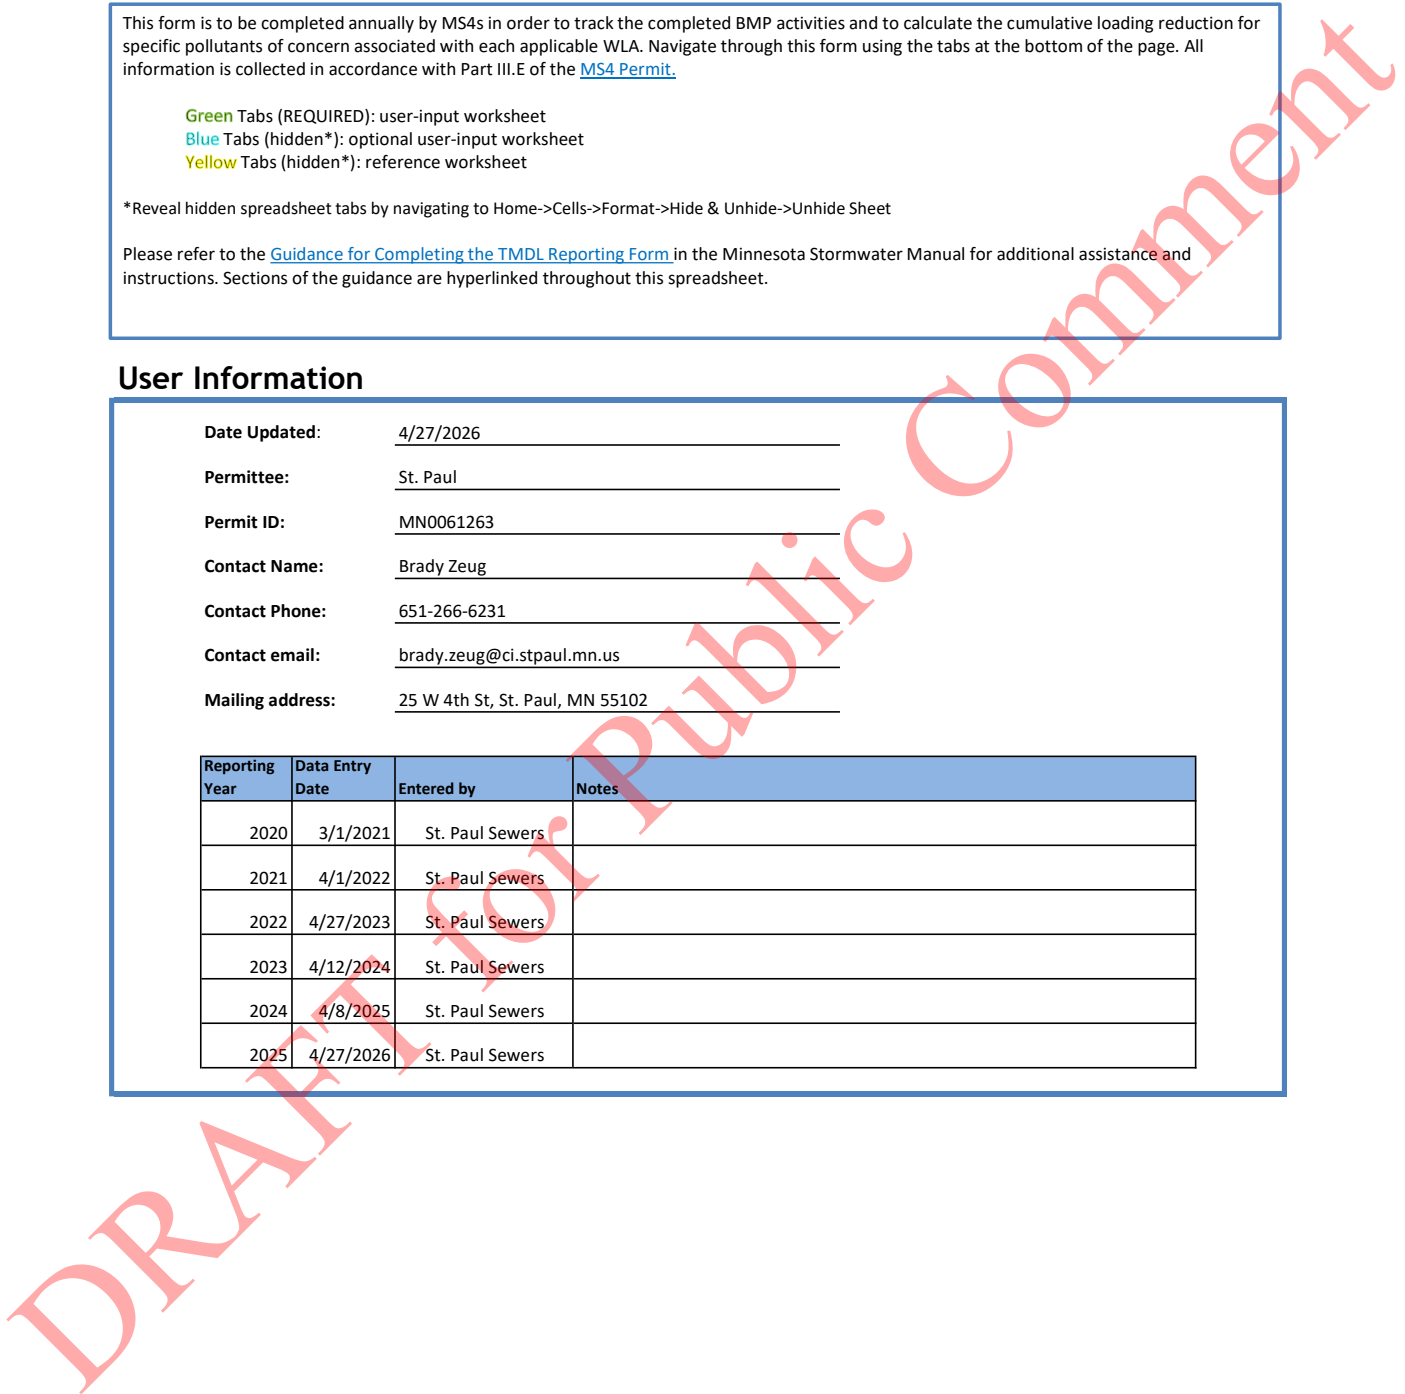 This form is to be completed annually by MS4s in order to track the completed BMP activities and to calculate the cumulative loading reduction for
specific pollutants of concern associated with each applicable WLA. Navigate through this form using the tabs at the bottom of the page. All
information is collected in accordance with Part III.E of the MS4 Permit.
Green Tabs (REQUIRED): user-input worksheet
Blue Tabs (hidden*): optional user-input worksheet
Yellow Tabs (hidden*): reference worksheet
*Reveal hidden spreadsheet tabs by navigating to Home->Cells->Format->Hide & Unhide->Unhide Sheet
Please refer to the Guidance for Completing the TMDL Reporting Form in the Minnesota Stormwater Manual for additional assistance and
instructions. Sections of the guidance are hyperlinked throughout this spreadsheet.
User Information
Date Updated: 4/27/2026
Permittee: St. Paul
Permit ID: MN0061263
Contact Name: Brady Zeug
Contact Phone: 651-266-6231
Contact email: brady.zeug@ci.stpaul.mn.us
Mailing address: 25 W 4th St, St. Paul, MN 55102
Reporting Year Data Entry Date Entered by Notes
2020 3/1/2021 St. Paul Sewers
2021 4/1/2022 St. Paul Sewers
2022 4/27/2023 St. Paul Sewers
2023 4/12/2024 St. Paul Sewers
2024 4/8/2025 St. Paul Sewers
2025 4/27/2026 St. Paul Sewers
DRAFT for Public Comment